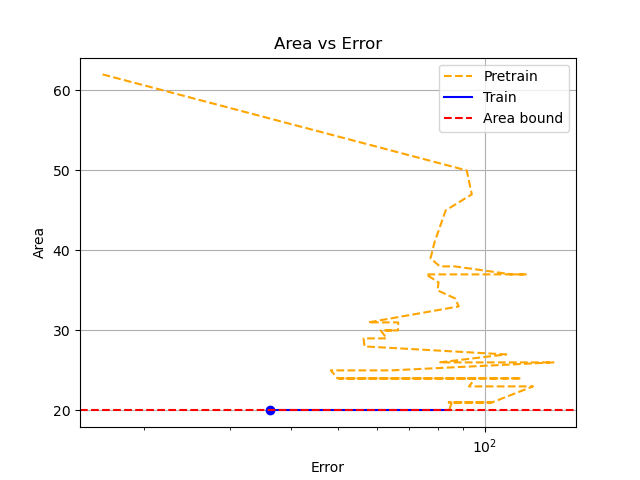 Area vs Error
Pretrain
Train
Area bound
60
50
40
30
20
Area
10²
Error